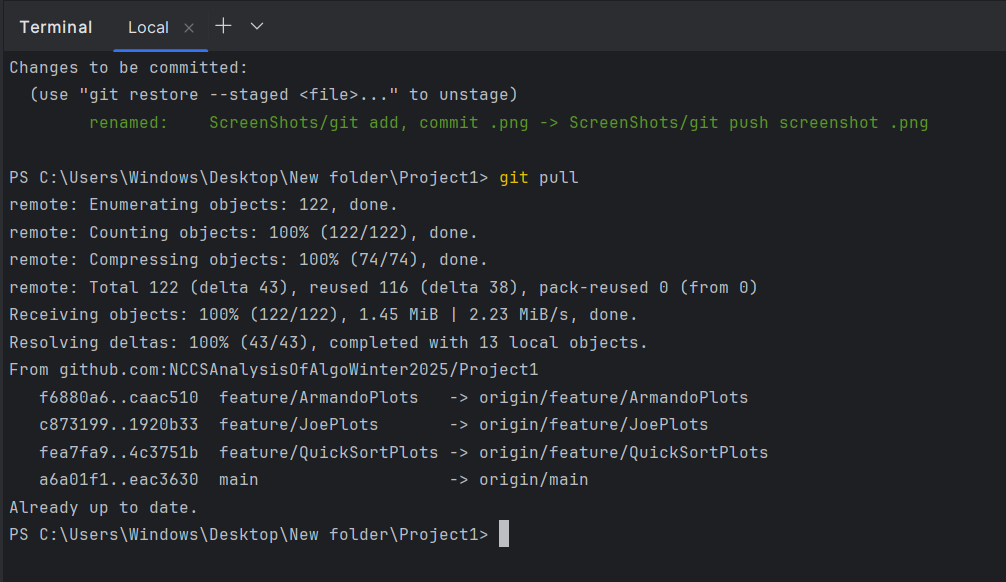 Terminal Local
Changes to be committed:
  (use "git restore --staged <file>..." to unstage)
        renamed:    ScreenShots/git add, commit .png -> ScreenShots/git push screenshot .png

PS C:\Users\Windows\Desktop\New folder\Project1> git pull
remote: Enumerating objects: 122, done.
remote: Counting objects: 100% (122/122), done.
remote: Compressing objects: 100% (74/74), done.
remote: Total 122 (delta 43), reused 116 (delta 38), pack-reused 0 (from 0)
Receiving objects: 100% (122/122), 1.45 MiB | 2.23 MiB/s, done.
Resolving deltas: 100% (43/43), completed with 13 local objects.
From github.com:NCCSAnalysisOfAlgoWinter2025/Project1
   f6880a6..caac510  feature/ArmandoPlots   -> origin/feature/ArmandoPlots
   c873199..1920b33  feature/JoePlots       -> origin/feature/JoePlots
   fea7fa9..4c3751b  feature/QuickSortPlots -> origin/feature/QuickSortPlots
   a6a01f1..eac3630  main                   -> origin/main
Already up to date.
PS C:\Users\Windows\Desktop\New folder\Project1>